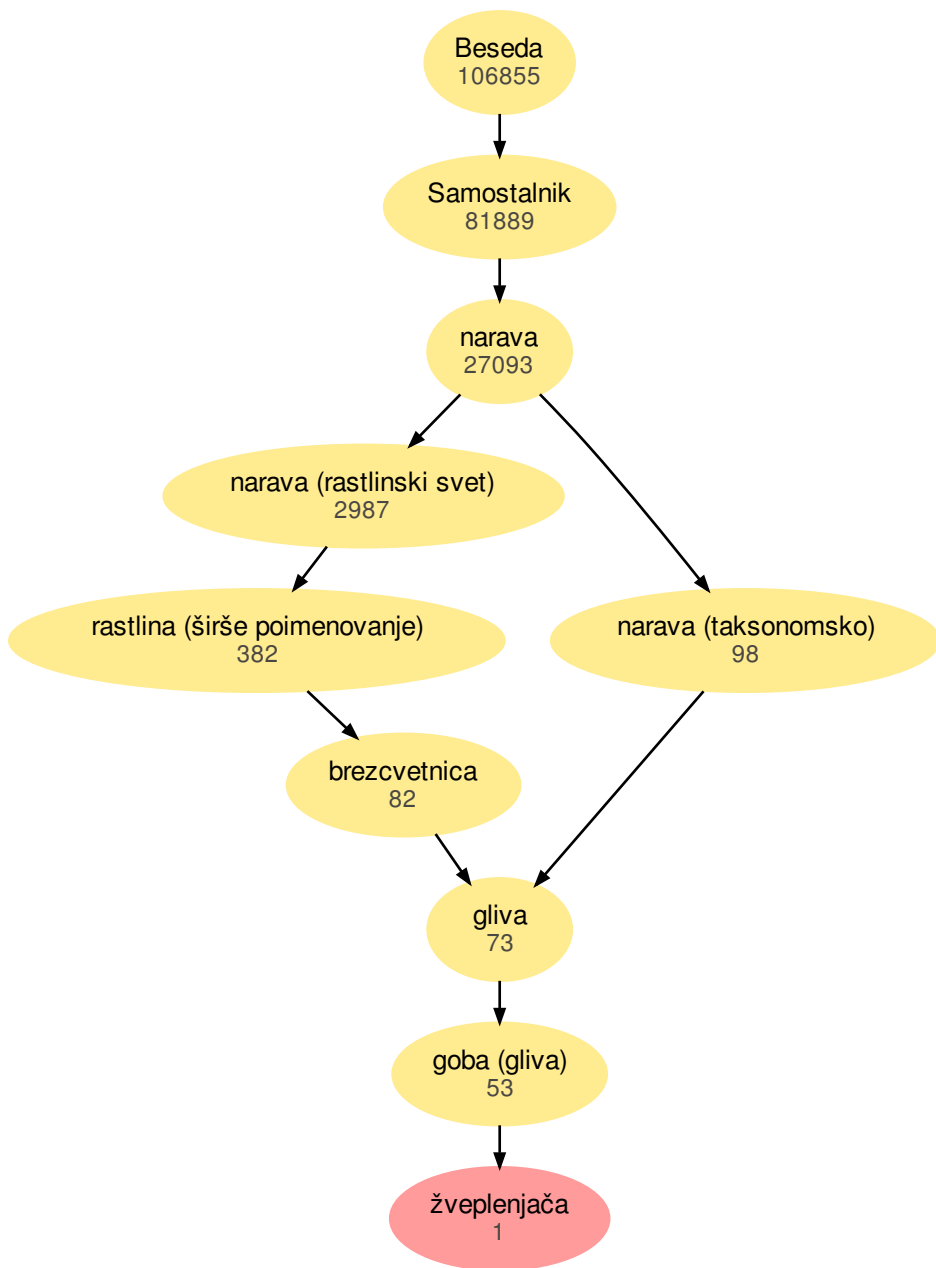 Beseda
106855
Samostalnik
81889
narava
27093
narava (rastlinski svet)
2987
rastlina (širše poimenovanje)
382
narava (taksonomsko)
98
brezcvetnica
82
gliva
73
goba (gliva)
53
žveplenjača
1